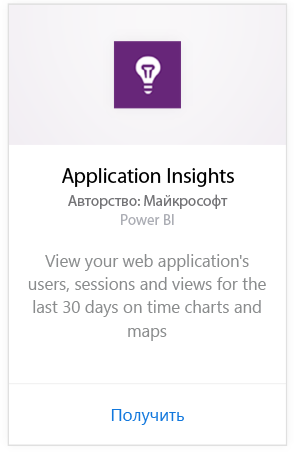 Application Insights
Авторство: Майкрософт
Power BI
View your web application's
users, sessions and views for the
last 30 days on time charts and
maps
Получить